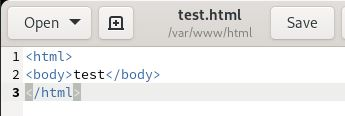 Open
test.html
/var/www/html
Save
1 <html>
2 <body>test</body>
3 </html>